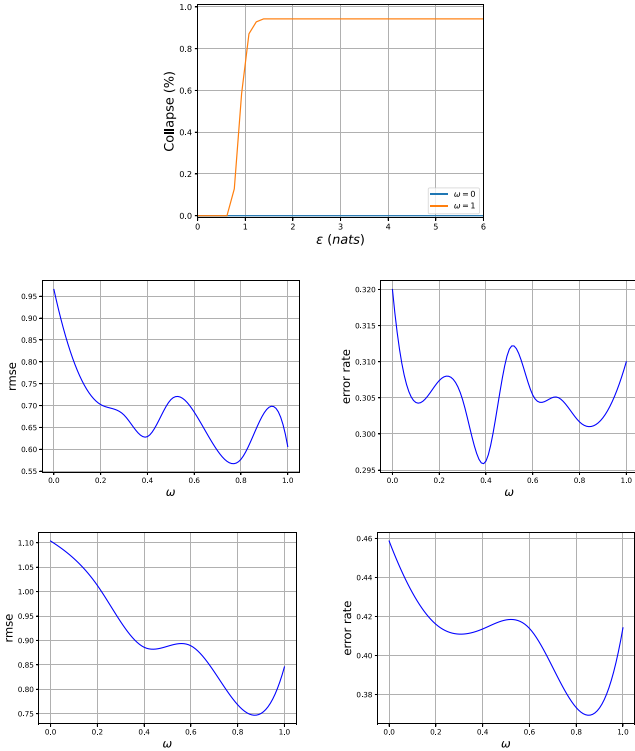 1.0
0.8
0.6
0.4
0.2
0.0
Collapse (%)
ω = 0
ω = 1
0 1 2 3 4 5 6
ε (nats)
0.95
0.90
0.85
0.80
0.75
0.70
0.65
0.60
0.55
rmse
0.0 0.2 0.4 0.6 0.8 1.0
ω
0.320
0.315
0.310
0.305
0.300
0.295
error rate
0.0 0.2 0.4 0.6 0.8 1.0
ω
1.10
1.05
1.00
0.95
0.90
0.85
0.80
0.75
rmse
0.0 0.2 0.4 0.6 0.8 1.0
ω
0.46
0.44
0.42
0.40
0.38
error rate
0.0 0.2 0.4 0.6 0.8 1.0
ω